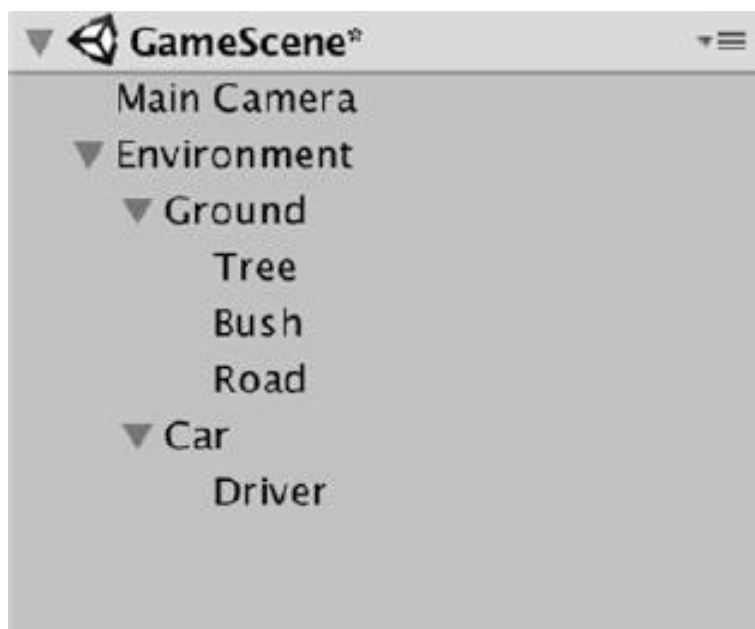 GameScene*
Main Camera
Environment
Ground
Tree
Bush
Road
Car
Driver